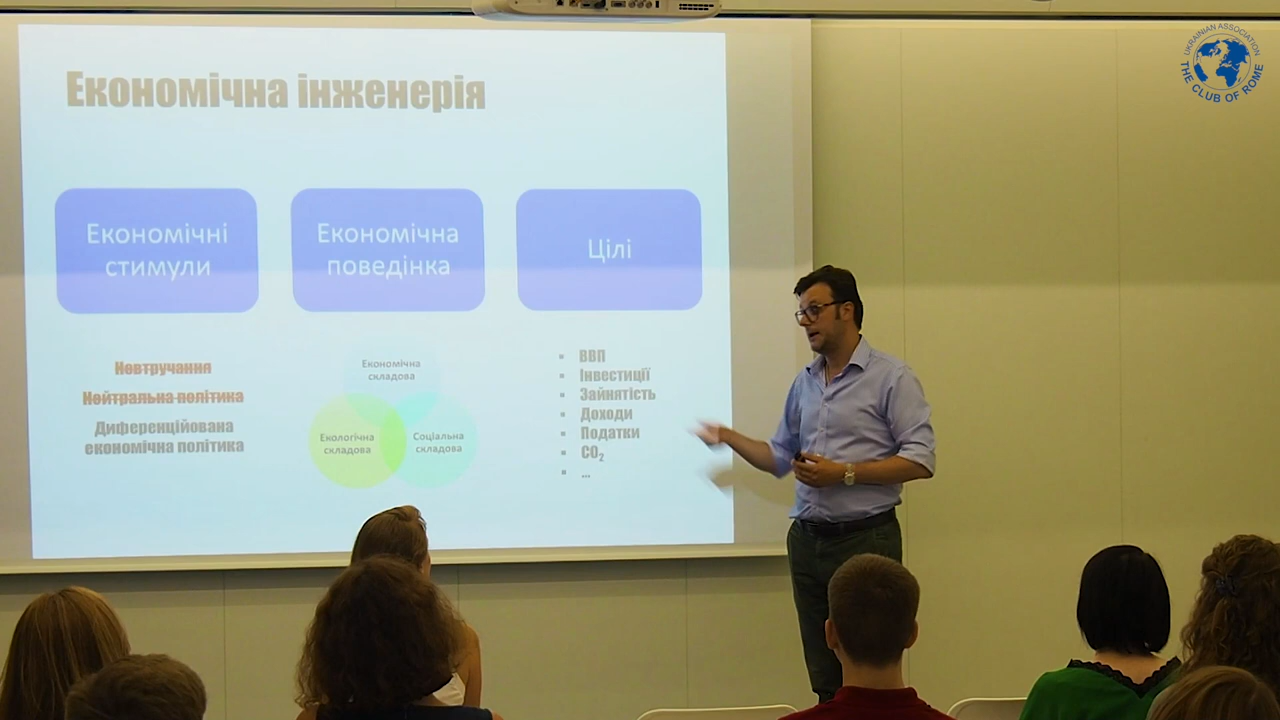 UKRAINIAN ASSOCIATION
THE CLUB OF ROME
Економічна інженерія
Економічні
стимули
Економічна
поведінка
Цілі
Невтручання
Нейтральна політика
Диференційована
економічна політика
Економічна
складова
Екологічна
складова
Соціальна
складова
ВВП
Інвестиції
Зайнятість
Доходи
Податки
CO₂
...